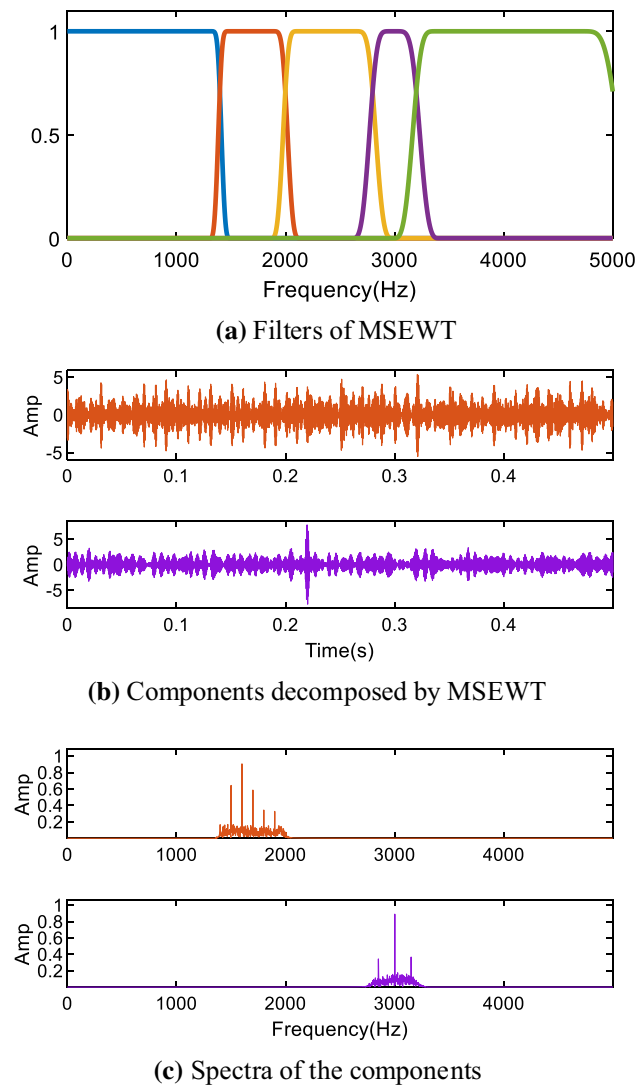 1
0.5
0
0 1000 2000 3000 4000 5000
Frequency(Hz)
(a) Filters of MSEWT
5
0
-5
Amp
0 0.1 0.2 0.3 0.4
5
0
-5
Amp
0 0.1 0.2 0.3 0.4
Time(s)
(b) Components decomposed by MSEWT
1
0.8
0.6
0.4
0.2
Amp
0 1000 2000 3000 4000
1
0.8
0.6
0.4
0.2
Amp
0 1000 2000 3000 4000
Frequency(Hz)
(c) Spectra of the components